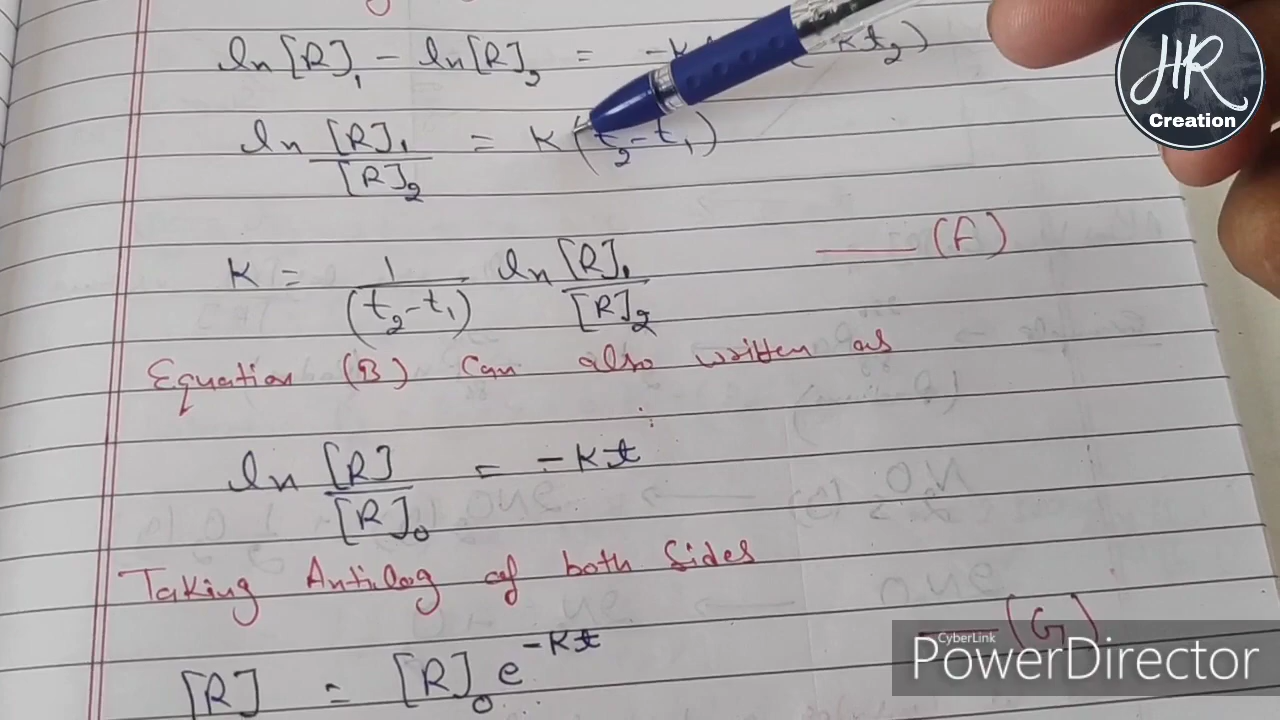 ln [R]₁ - ln [R]₂ = -k kt₂)
ln [R]₁/[R]₂ = k (t₂-t₁)
k = 1/(t₂-t₁) ln [R]₁/[R]₂ —— (F)
Equation (B) Can also written as
ln [R]/[R]₀ = -kt
Taking Antilog of both Sides
[R] = [R]₀ e^-kt —— (G)
HR
Creation
CyberLink
PowerDirector